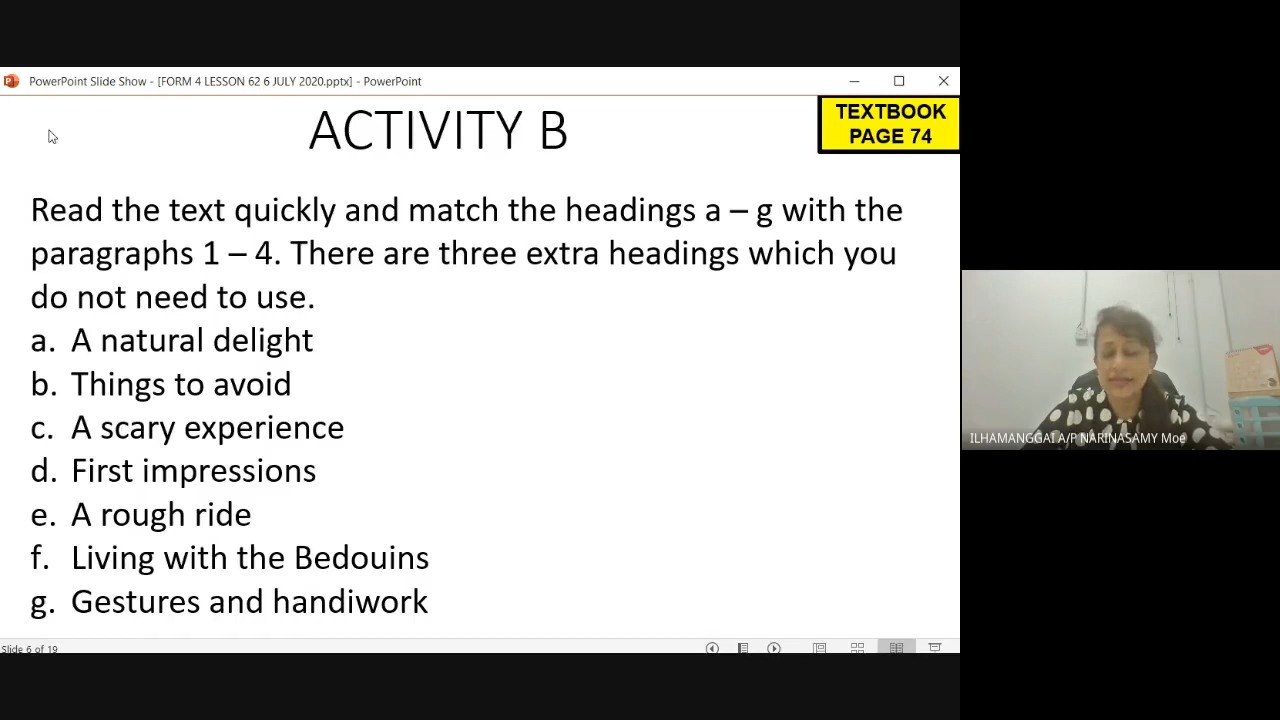 PowerPoint Slide Show - [FORM 4 LESSON 62 6 JULY 2020.pptx] - PowerPoint
ACTIVITY B
TEXTBOOK
PAGE 74
Read the text quickly and match the headings a – g with the
paragraphs 1 – 4. There are three extra headings which you
do not need to use.
a. A natural delight
b. Things to avoid
c. A scary experience
d. First impressions
e. A rough ride
f. Living with the Bedouins
g. Gestures and handiwork
ILHAMANGGAI A/P NARINASAMY Moe
Slide 6 of 19